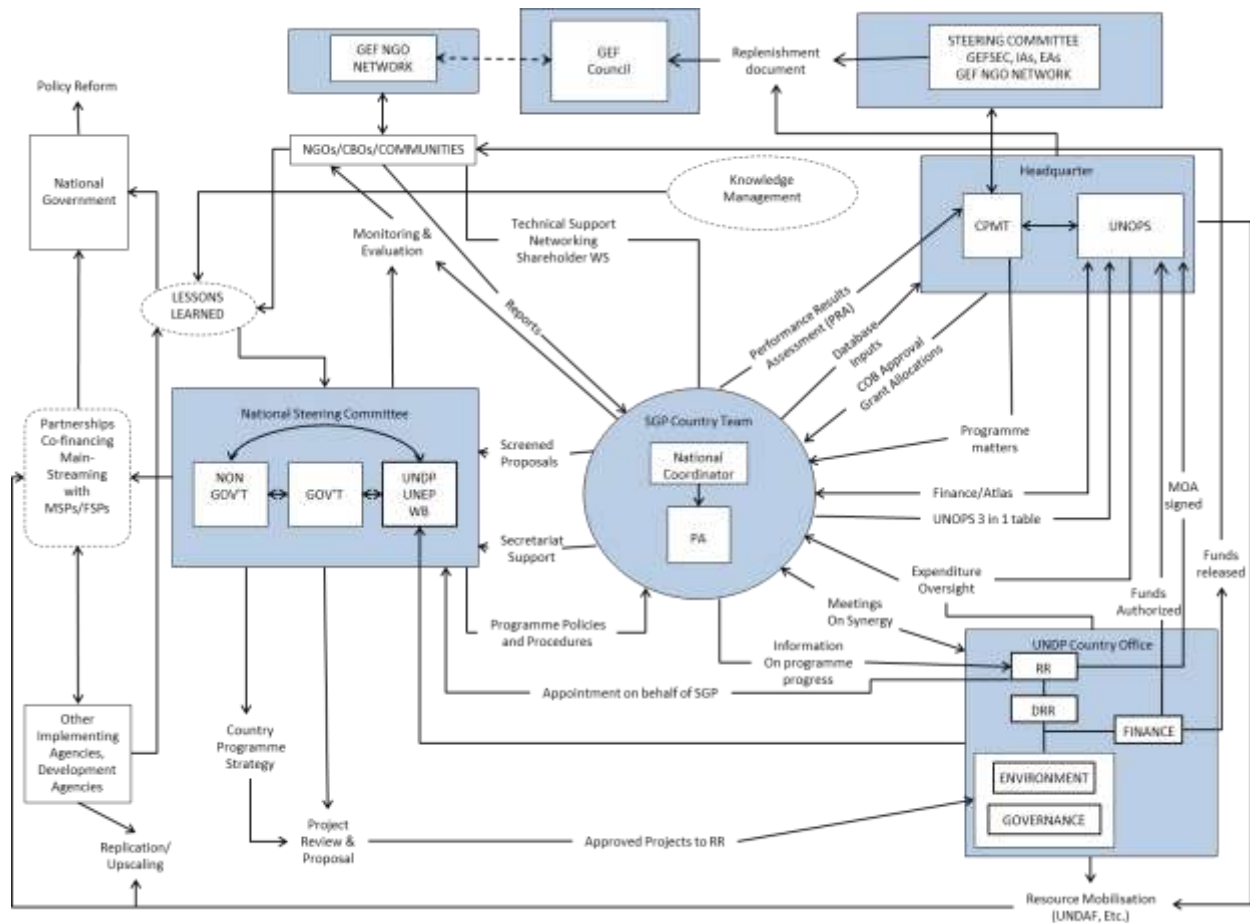 GEF NGO
NETWORK
GEF
Council
Replenishment
document
STEERING COMMITTEE
GEFSEC, IAs, EAs
GEF NGO NETWORK
Policy Reform
National
Government
NGOs/CBOs/COMMUNITIES
Knowledge
Management
Headquarter
CPMT
UNOPS
Monitoring &
Evaluation
Technical Support
Networking
Shareholder WS
LESSONS
LEARNED
Reports
Performance Results
Assessment (PRA)
Database
Inputs
COB Approval
Grant Allocations
National Steering Committee
NON
GOV'T
GOV'T
UNDP
UNEP
WB
Partnerships
Co-financing
Main-
Streaming
with
MSPs/FSPs
Screened
Proposals
Secretariat
Support
SGP Country Team
National
Coordinator
PA
Programme
matters
Finance/Atlas
UNOPS 3 in 1 table
MOA
signed
Funds
released
Expenditure
Oversight
Funds
Authorized
Programme Policies
and Procedures
Meetings
On Synergy
Information
On programme
progress
Appointment on behalf of SGP
UNDP Country Office
RR
DRR
FINANCE
ENVIRONMENT
GOVERNANCE
Other
Implementing
Agencies,
Development
Agencies
Country
Programme
Strategy
Project
Review &
Proposal
Approved Projects to RR
Replication/
Upscaling
Resource Mobilisation
(UNDAF, Etc.)